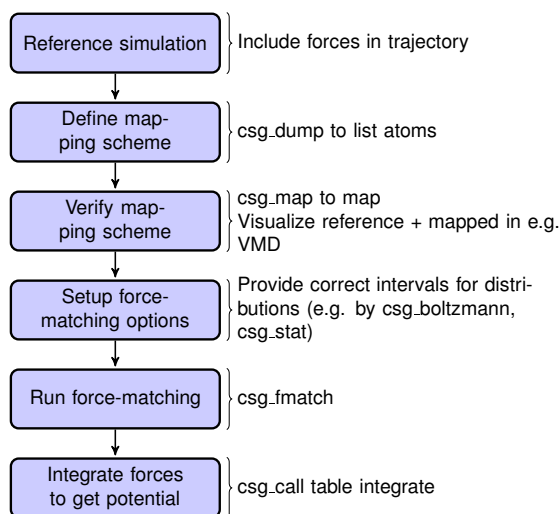 Reference simulation
Include forces in trajectory
Define map-
ping scheme
csg_dump to list atoms
Verify map-
ping scheme
csg_map to map
Visualize reference + mapped in e.g.
VMD
Setup force-
matching options
Provide correct intervals for distri-
butions (e.g. by csg_boltzmann,
csg_stat)
Run force-matching
csg_fmatch
Integrate forces
to get potential
csg_call table integrate